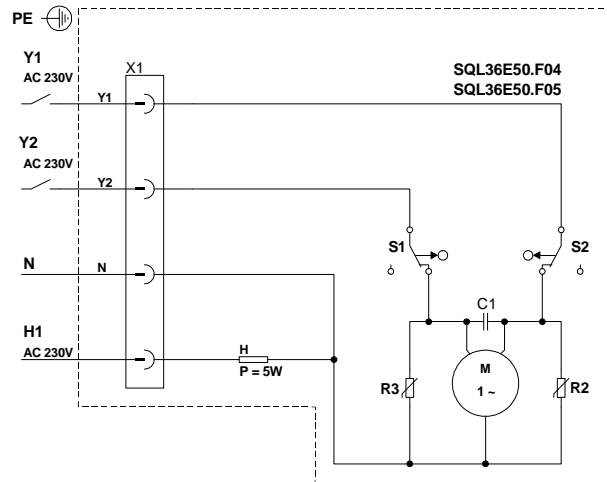 PE
Y1
AC 230V
X1
SQL36E50.F04
SQL36E50.F05
Y1
Y2
AC 230V
Y2
S1
S2
N
N
C1
H1
AC 230V
H
P = 5W
M
1 ~
R3
R2